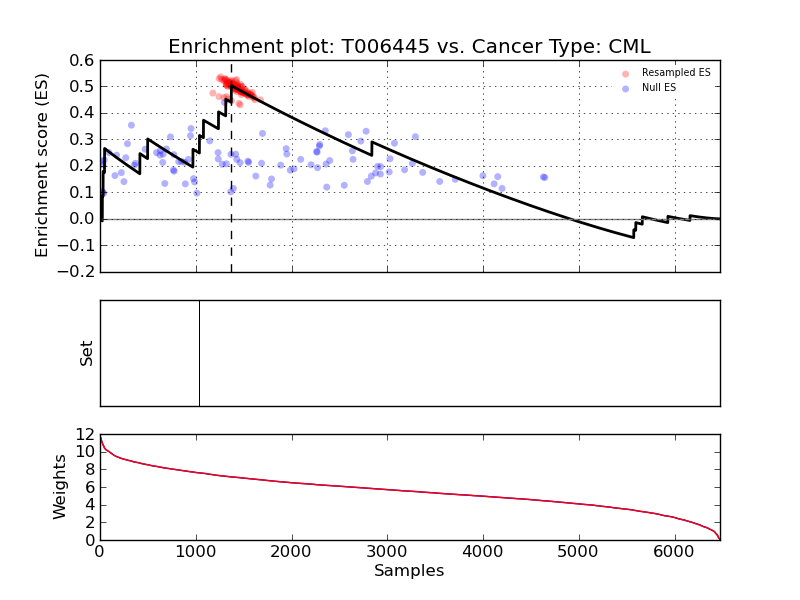 Enrichment plot: T006445 vs. Cancer Type: CML
0.6
0.5
0.4
0.3
0.2
0.1
0.0
−0.1
−0.2
Enrichment score (ES)
Resampled ES
Null ES
Set
12
10
8
6
4
2
0
Weights
0 1000 2000 3000 4000 5000 6000
Samples